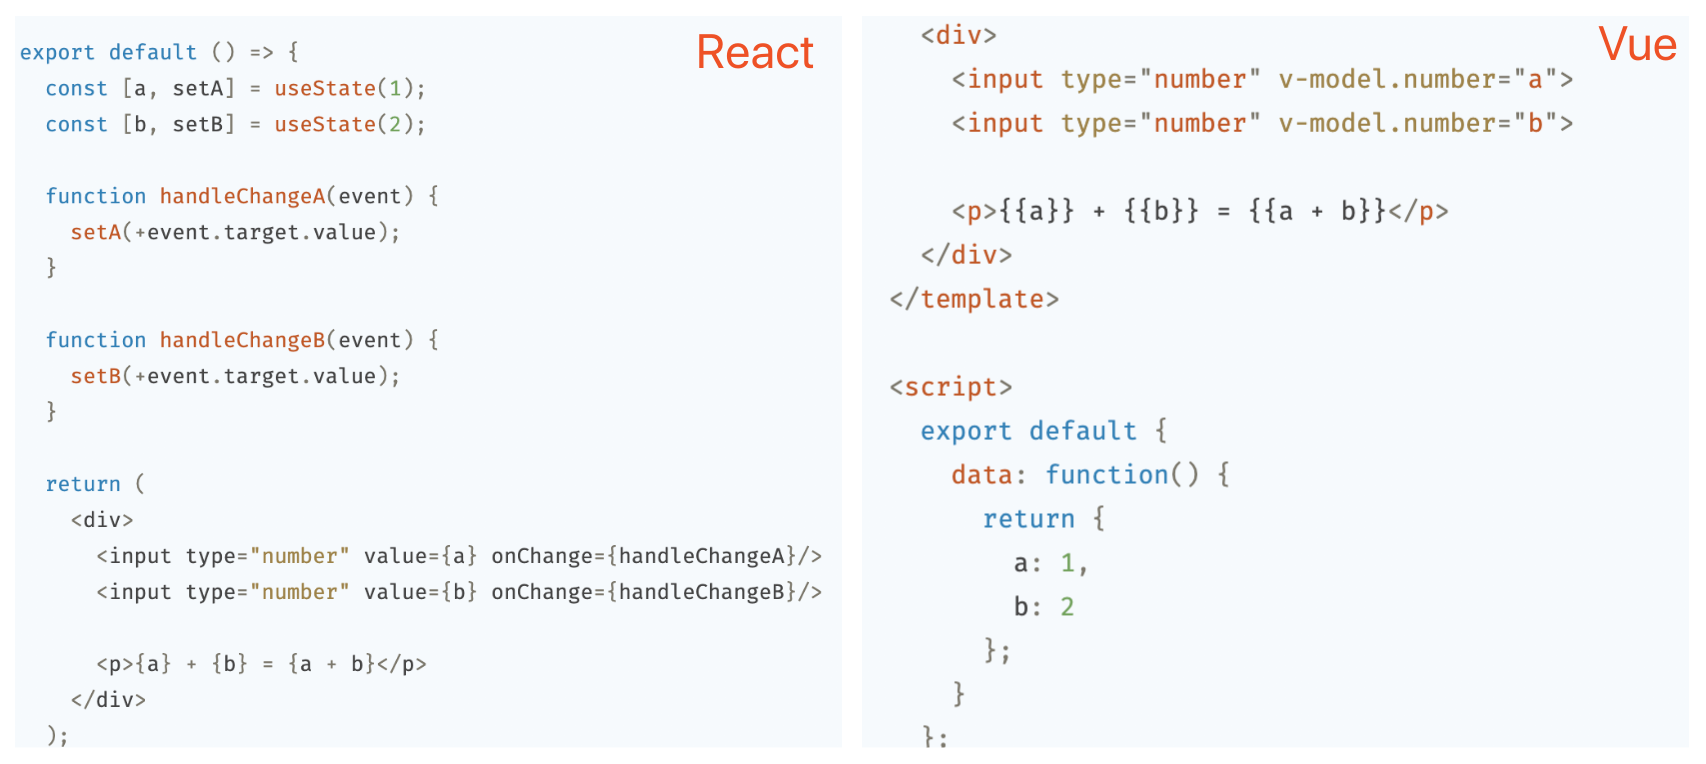 React
export default () => {
const [a, setA] = useState(1);
const [b, setB] = useState(2);
function handleChangeA(event) {
setA(+event.target.value);
}
function handleChangeB(event) {
setB(+event.target.value);
}
return (
<div>
<input type="number" value={a} onChange={handleChangeA}/>
<input type="number" value={b} onChange={handleChangeB}/>
<p>{a} + {b} = {a + b}</p>
</div>
);
Vue
<div>
<input type="number" v-model.number="a">
<input type="number" v-model.number="b">
<p>{{a}} + {{b}} = {{a + b}}</p>
</div>
</template>
<script>
export default {
data: function() {
return {
a: 1,
b: 2
};
}
};